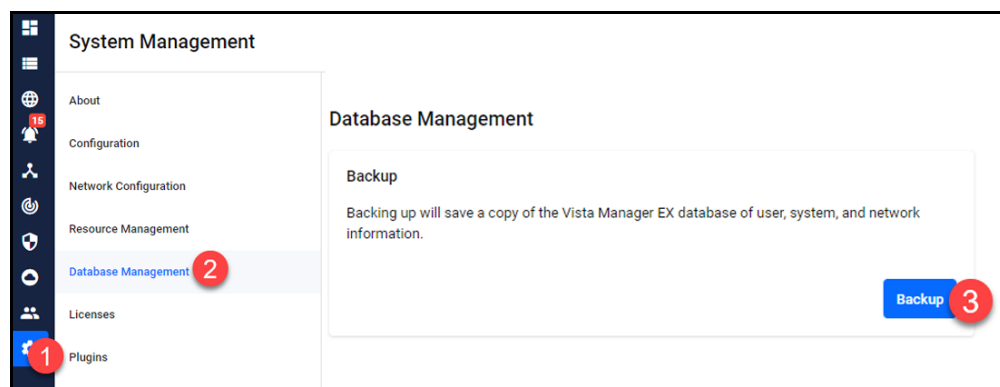 System Management
15
About
Configuration
Network Configuration
Resource Management
Database Management 2
Licenses
1
Plugins
Database Management
Backup
Backing up will save a copy of the Vista Manager EX database of user, system, and network
information.
Backup 3